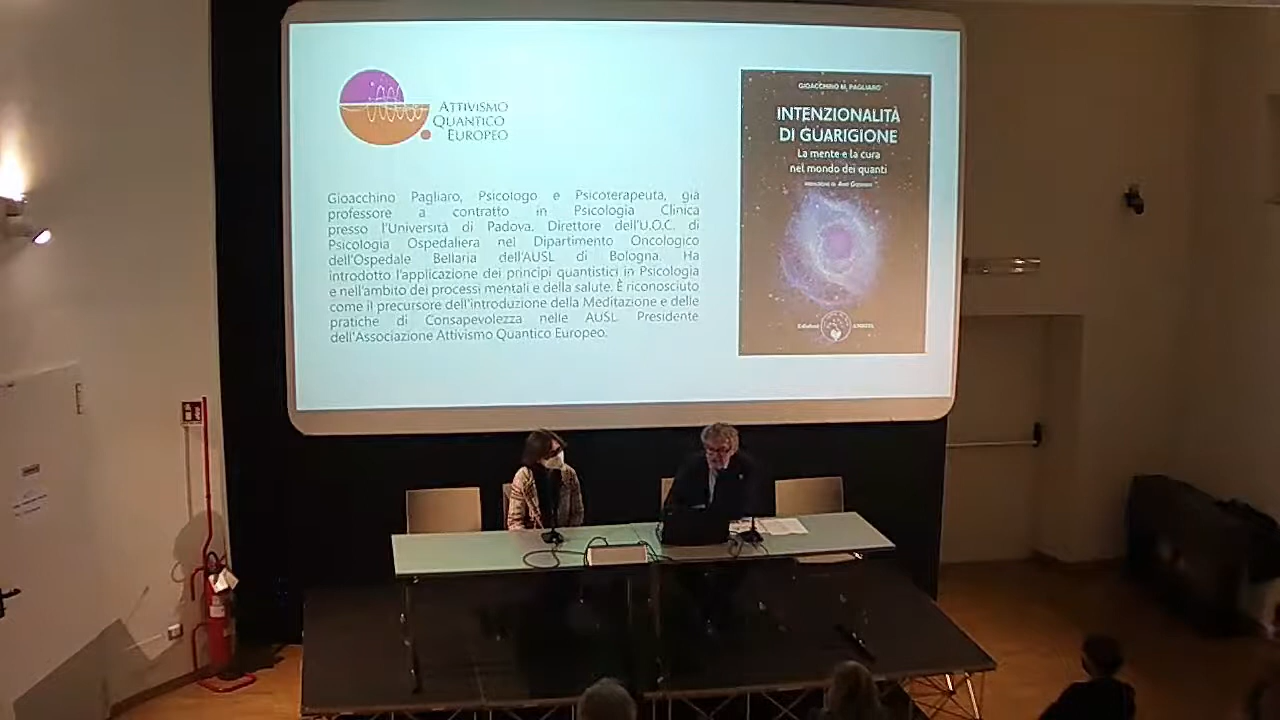 ATTIVISMO
QUANTICO
EUROPEO
Gioacchino Pagliaro, Psicologo e Psicoterapeuta, già
professore a contratto in Psicologia Clinica
presso l'Università di Padova. Direttore dell'U.O.C. di
Psicologia Ospedaliera nel Dipartimento Oncologico
dell'Ospedale Bellaria dell'AUSL di Bologna. Ha
introdotto l'applicazione dei principi quantistici in Psicologia
e nell'ambito dei processi mentali e della salute. È riconosciuto
come il precursore dell'introduzione della Meditazione e delle
pratiche di Consapevolezza nelle AUSL. Presidente
dell'Associazione Attivismo Quantico Europeo.
GIOACCHINO M. PAGLIARO
INTENZIONALITÀ
DI GUARIGIONE
La mente e la cura
nel mondo dei quanti
Edizioni